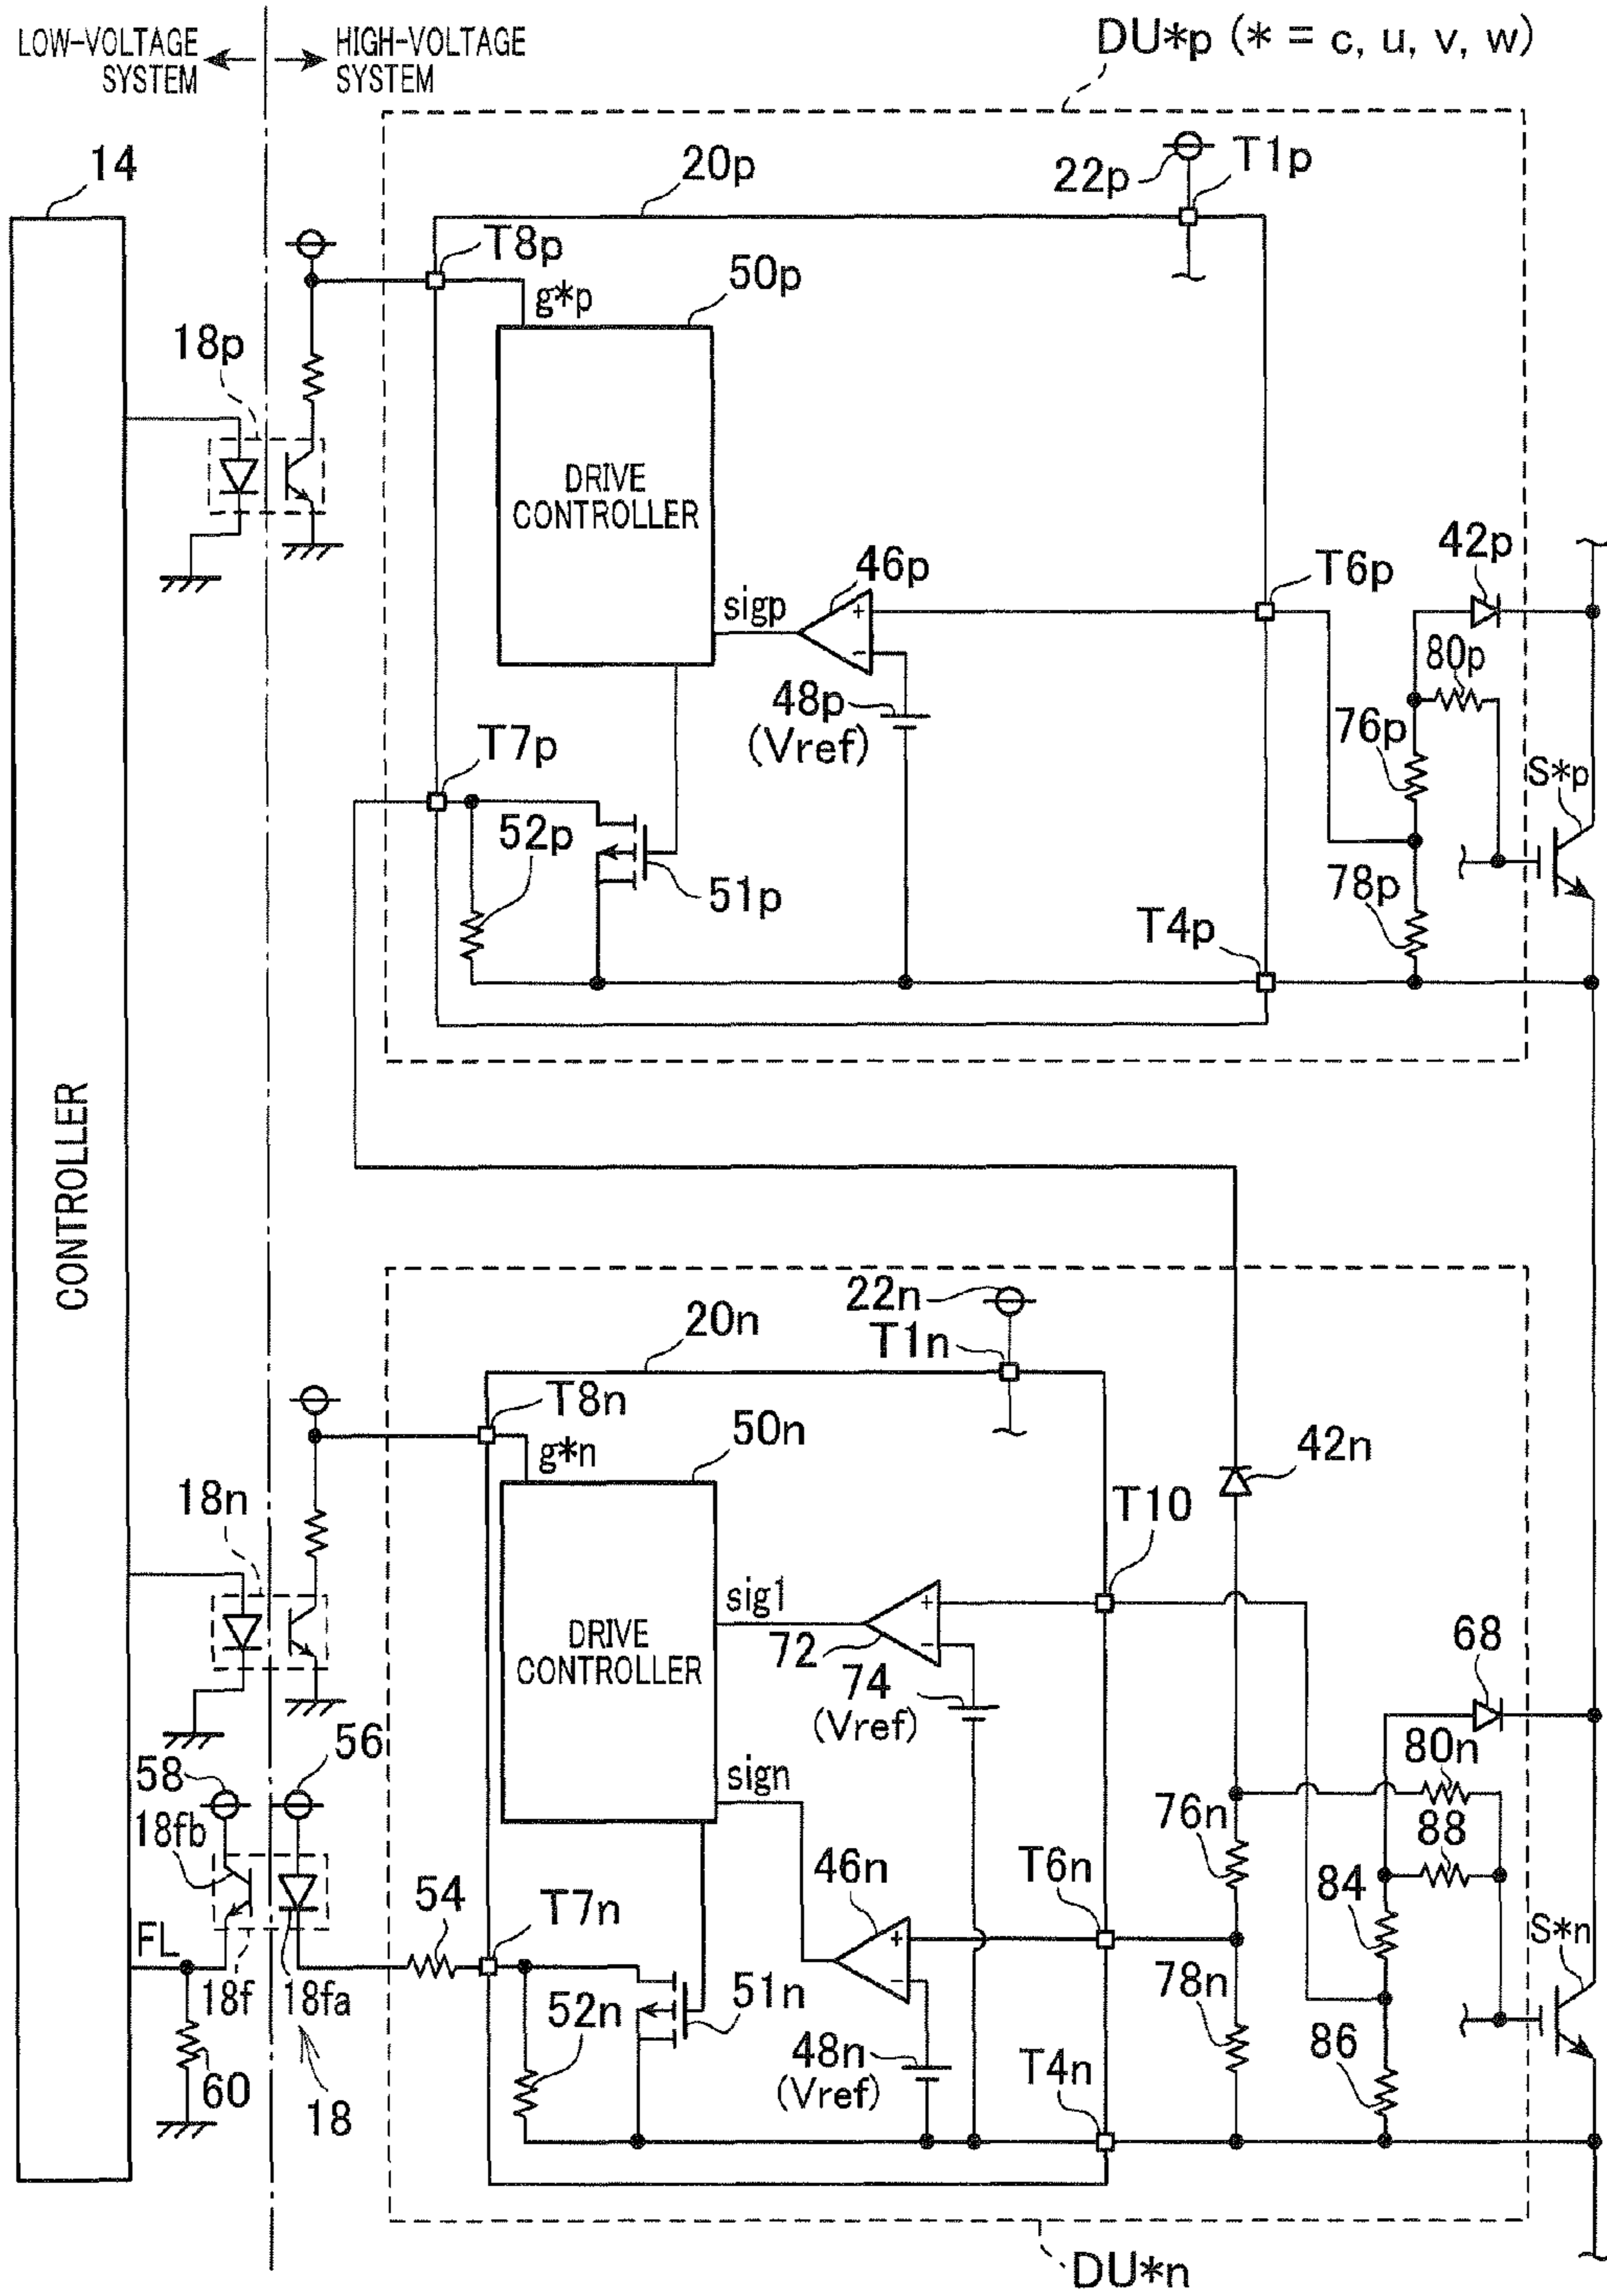 LOW-VOLTAGE
SYSTEM
HIGH-VOLTAGE
SYSTEM
DU*p (* = c, u, v, w)
14
20p
22p
T1p
T8p
g*p
50p
18p
DRIVE
CONTROLLER
42p
46p
T6p
sigp
80p
48p
(Vref)
76p
T7p
S*p
52p
51p
78p
T4p
CONTROLLER
22n
20n
T1n
T8n
g*n
50n
42n
18n
T10
sig1
DRIVE
CONTROLLER
72
68
74
(Vref)
56
58
sign
80n
18fb
76n
88
46n
T6n
54
84
T7n
FL
S*n
18f
18fa
52n
51n
78n
48n
(Vref)
T4n
86
60
18
DU*n